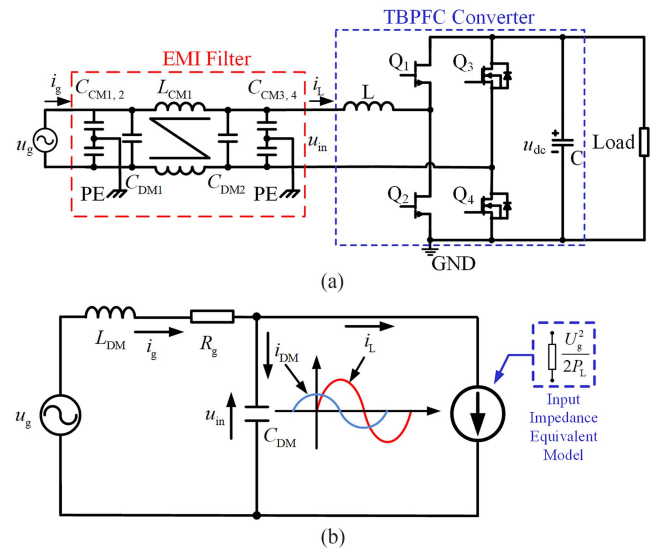 TBPFC Converter
EMI Filter
i_g
C_CM1, 2
L_CM1
C_CM3, 4
i_L
L
Q_1
Q_3
u_g
u_in
u_dc
C
Load
PE
C_DM1
C_DM2
PE
Q_2
Q_4
GND
(a)
L_DM
i_g
R_g
i_L
i_DM
i_L
u_g
u_in
C_DM
U_g^2
2P_L
Input
Impedance
Equivalent
Model
(b)